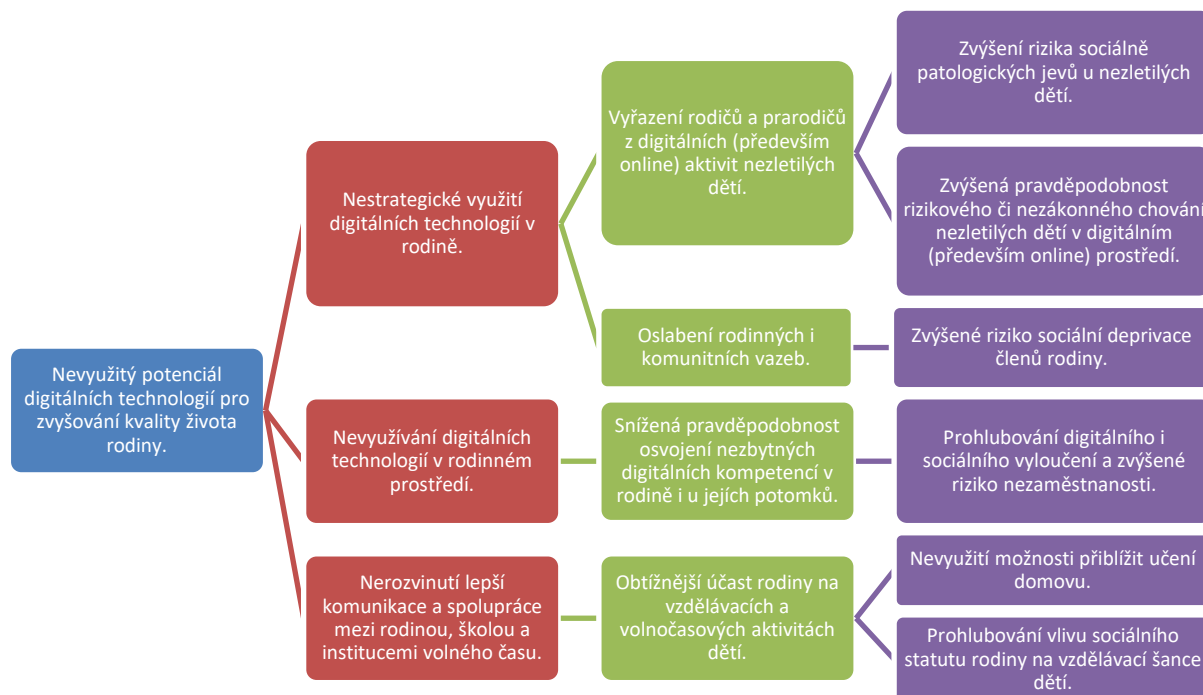 Nevyužitý potenciál
digitálních technologií pro
zvyšování kvality života
rodiny.
Nestrategické využití
digitálních technologií v
rodině.
Vyřazení rodičů a prarodičů
z digitálních (především
online) aktivit nezletilých
dětí.
Zvýšení rizika sociálně
patologických jevů u nezletilých
dětí.
Zvýšená pravděpodobnost
rizikového či nezákonného chování
nezletilých dětí v digitálním
(především online) prostředí.
Oslabení rodinných i
komunitních vazeb.
Zvýšené riziko sociální deprivace
členů rodiny.
Nevyužívání digitálních
technologií v rodinném
prostředí.
Snížená pravděpodobnost
osvojení nezbytných
digitálních kompetencí v
rodině i u jejích potomků.
Prohlubování digitálního i
sociálního vyloučení a zvýšené
riziko nezaměstnanosti.
Nerozvinutí lepší
komunikace a spolupráce
mezi rodinou, školou a
institucemi volného času.
Obtížnější účast rodiny na
vzdělávacích a
volnočasových aktivitách
dětí.
Nevyužití možnosti přiblížit učení
domovu.
Prohlubování vlivu sociálního
statutu rodiny na vzdělávací šance
dětí.